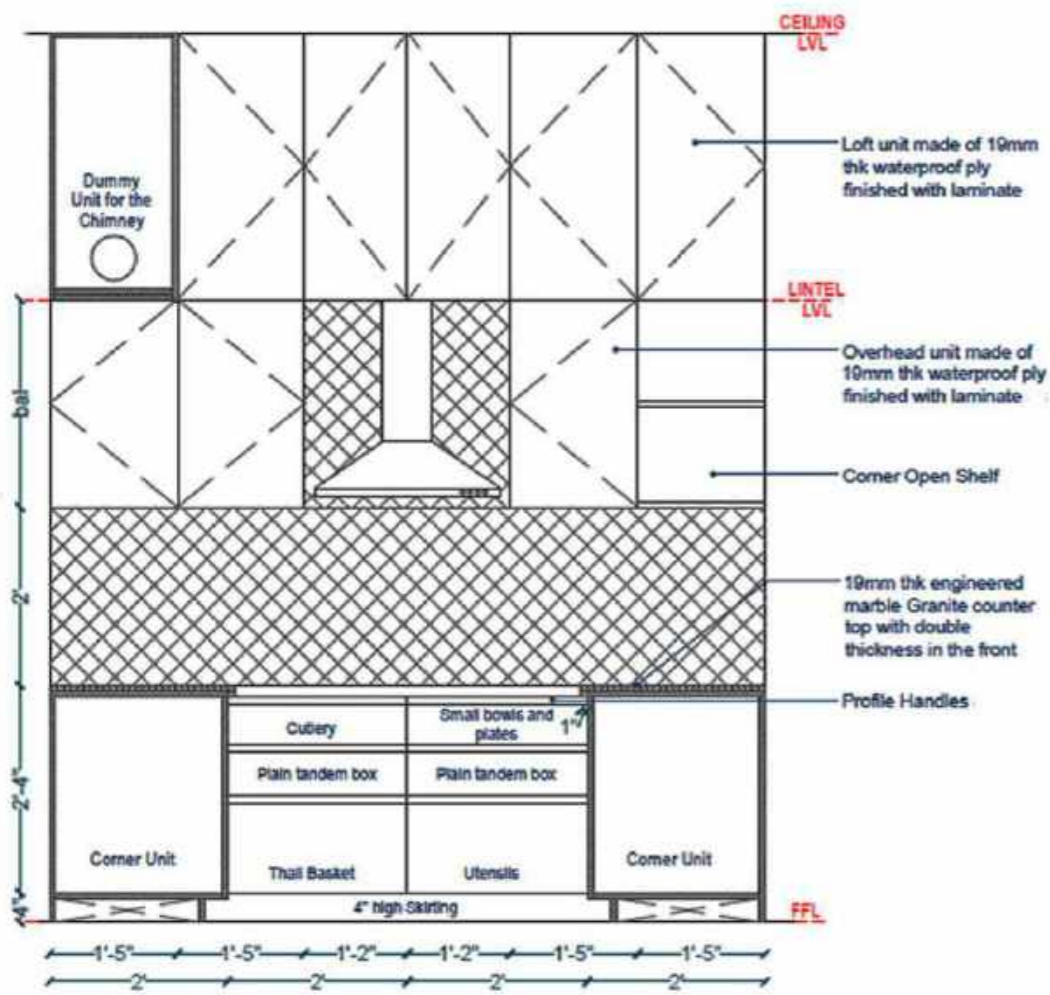 CEILING
LVL
Loft unit made of 19mm
thk waterproof ply
finished with laminate
Dummy
Unit for the
Chimney
LINTEL
LVL
Overhead unit made of
19mm thk waterproof ply
finished with laminate
bal
Corner Open Shelf
2'
19mm thk engineered
marble Granite counter
top with double
thickness in the front
Profile Handles
Cutlery
Small bowls and
plates
1"
Plain tandem box
Plain tandem box
2'-4"
Corner Unit
Thali Basket
Utensils
Corner Unit
4"
4" high Skirting
FFL
1'-5"
1'-5"
1'-2"
1'-2"
1'-5"
1'-5"
2'
2'
2'
2'